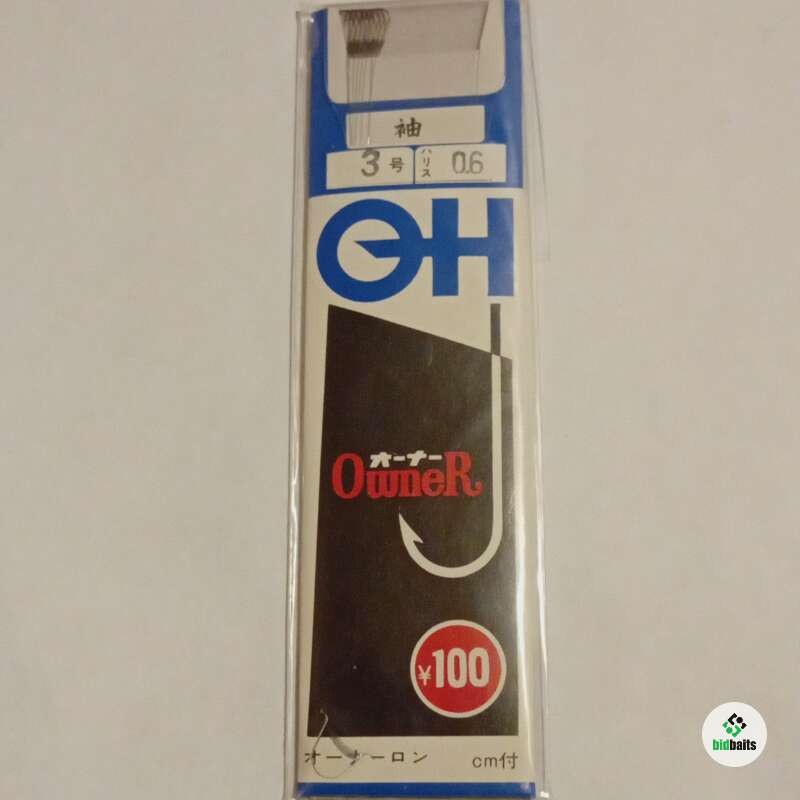 袖
3号 ハリス 0.6
OH
オーナー
OwneR
¥100
オーナーロン cm付
bidbaits